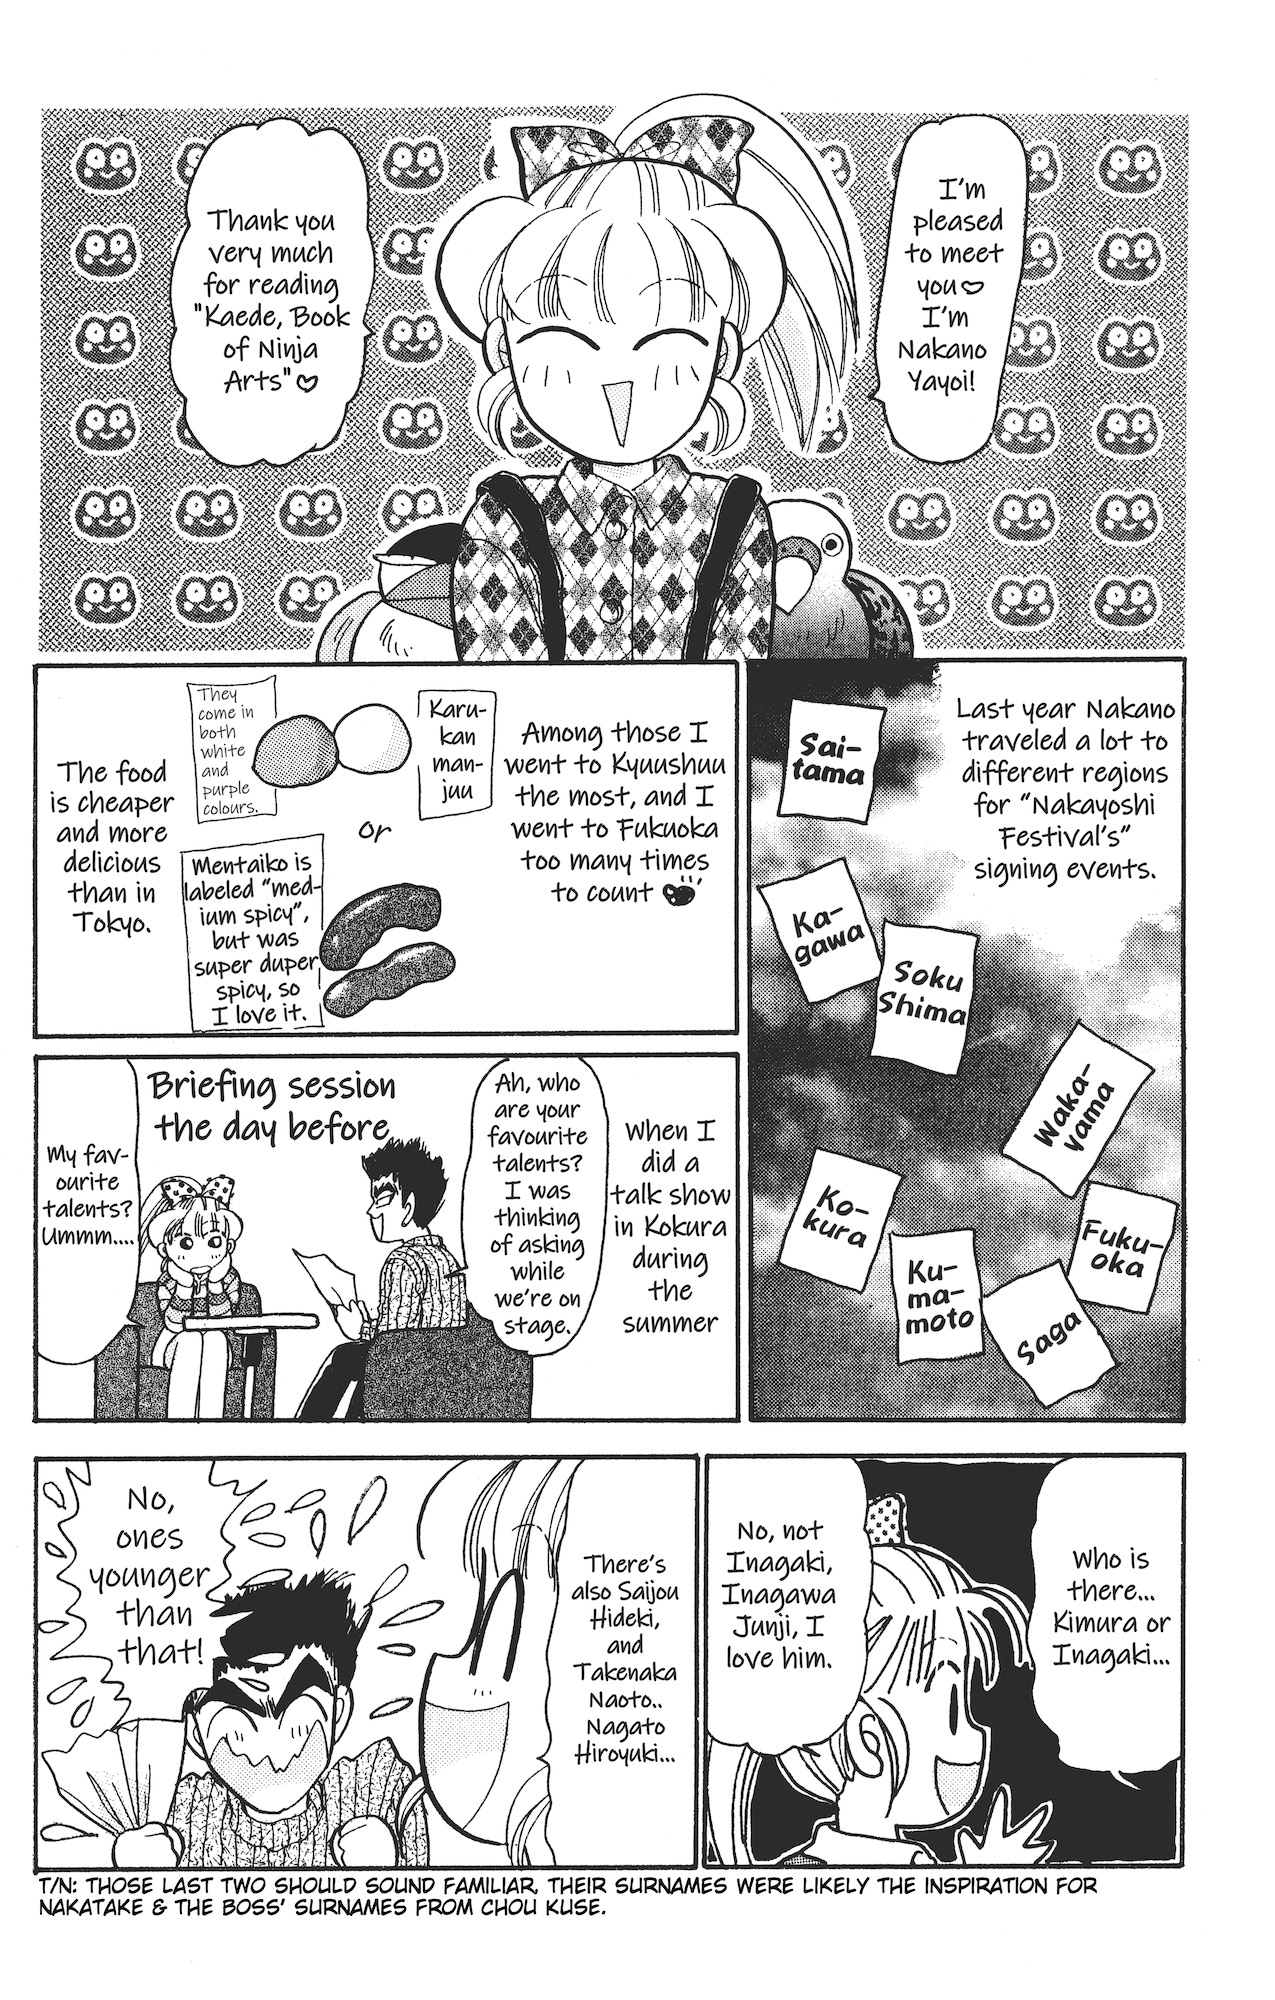 I'm
pleased
to meet
you♡
I'm
Nakano
Yayoi!
Thank you
very much
for reading
"Kaede, Book
of Ninja
Arts"♡
Last year Nakano
traveled a lot to
different regions
for "Nakayoshi
Festival's"
signing events.
Sai-
tama
Ka-
gawa
Soku
Shima
Waka-
yama
Ko-
kura
Fuku-
oka
Ku-
ma-
moto
Saga
Among those I
went to Kyuushuu
the most, and I
went to Fukuoka
too many times
to count
Karu-
kan
man-
juu
They
come in
both
white
and
purple
colours.
or
Mentaiko is
labeled "med-
ium spicy",
but was
super duper
spicy, so
I love it.
The food
is cheaper
and more
delicious
than in
Tokyo.
When I
did a
talk show
in Kokura
during
the
summer
Ah, who
are your
favourite
talents?
I was
thinking
of asking
while
we're on
stage.
Briefing session
the day before
My fav-
ourite
talents?
Ummm....
Who is
there...
Kimura or
Inagaki...
No, not
Inagaki,
Inagawa
Junji, I
love him.
There's
also Saijou
Hideki,
and
Takenaka
Naoto..
Nagato
Hiroyuki...
No,
ones
younger
than
that!
T/N: THOSE LAST TWO SHOULD SOUND FAMILIAR, THEIR SURNAMES WERE LIKELY THE INSPIRATION FOR
NAKATAKE & THE BOSS' SURNAMES FROM CHOU KUSE.